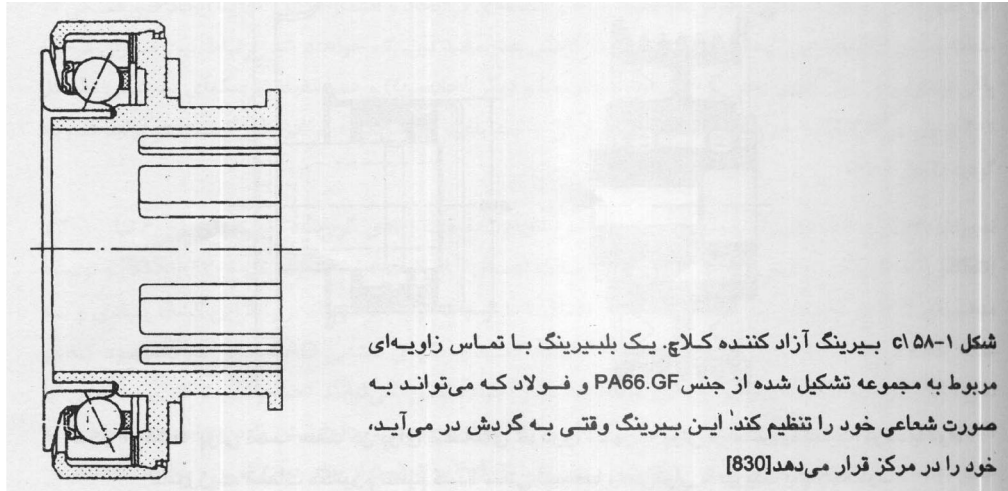 شکل ۱-۵۸\c بیرینگ آزاد کننده کلاچ. یک بلبیرینگ با تماس زاویه‌ای
مربوط به مجموعه تشکیل شده از جنس PA66.GF و فولاد که می‌تواند به
صورت شعاعی خود را تنظیم کند. این بیرینگ وقتی به گردش در می‌آید،
خود را در مرکز قرار می‌دهد[830]